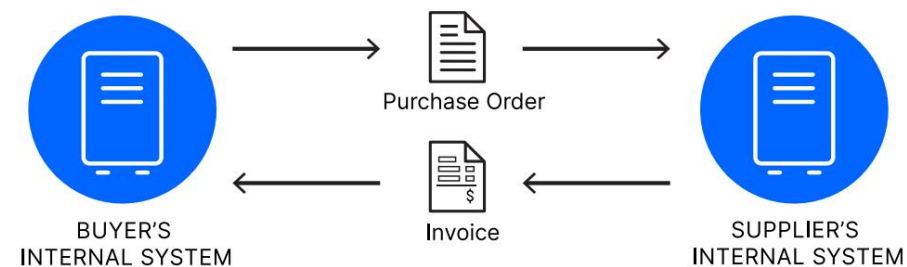 Purchase Order
$
Invoice
BUYER'S
INTERNAL SYSTEM
SUPPLIER'S
INTERNAL SYSTEM